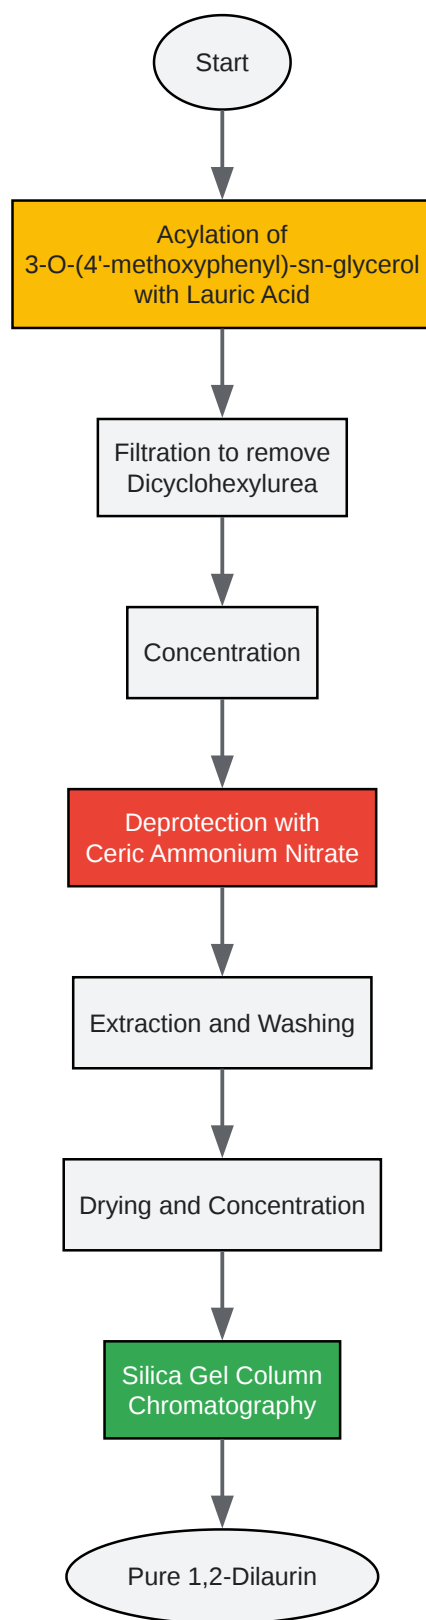 Start
Acylation of
3-O-(4'-methoxyphenyl)-sn-glycerol
with Lauric Acid
Filtration to remove
Dicyclohexylurea
Concentration
Deprotection with
Ceric Ammonium Nitrate
Extraction and Washing
Drying and Concentration
Silica Gel Column
Chromatography
Pure 1,2-Dilaurin